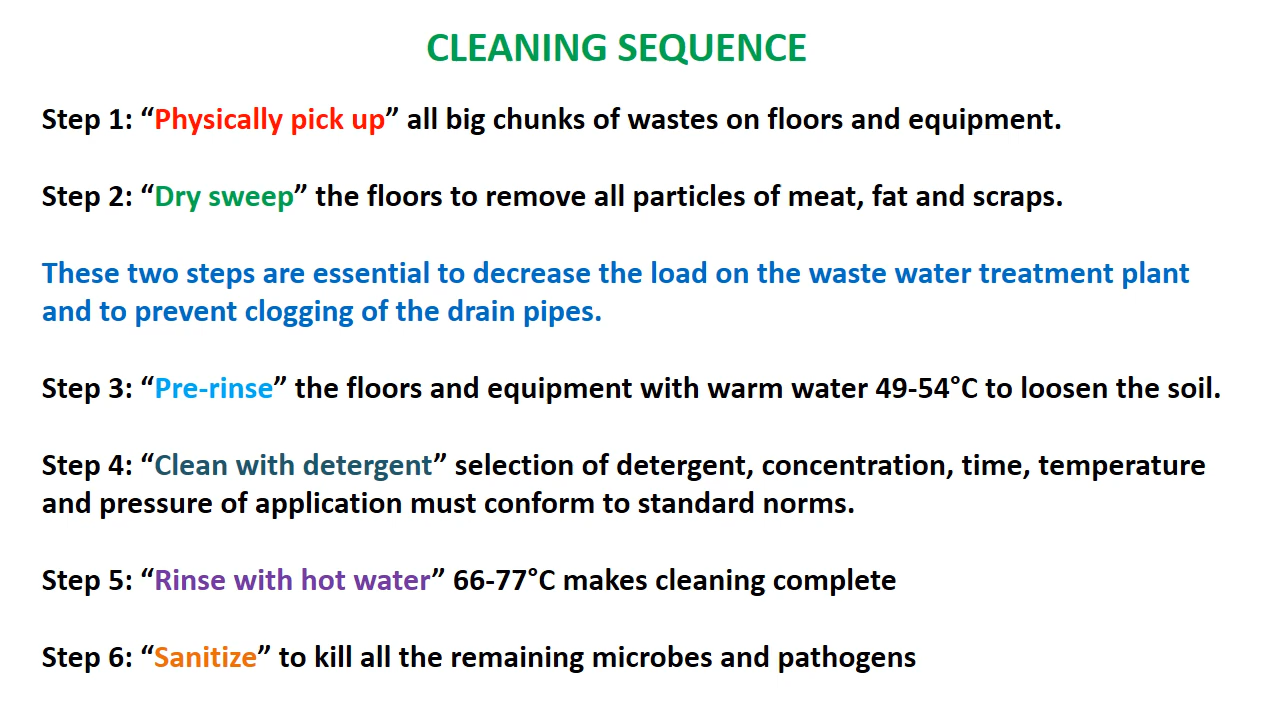 CLEANING SEQUENCE
Step 1: “Physically pick up” all big chunks of wastes on floors and equipment.
Step 2: “Dry sweep” the floors to remove all particles of meat, fat and scraps.
These two steps are essential to decrease the load on the waste water treatment plant
and to prevent clogging of the drain pipes.
Step 3: “Pre-rinse” the floors and equipment with warm water 49-54°C to loosen the soil.
Step 4: “Clean with detergent” selection of detergent, concentration, time, temperature
and pressure of application must conform to standard norms.
Step 5: “Rinse with hot water” 66-77°C makes cleaning complete
Step 6: “Sanitize” to kill all the remaining microbes and pathogens